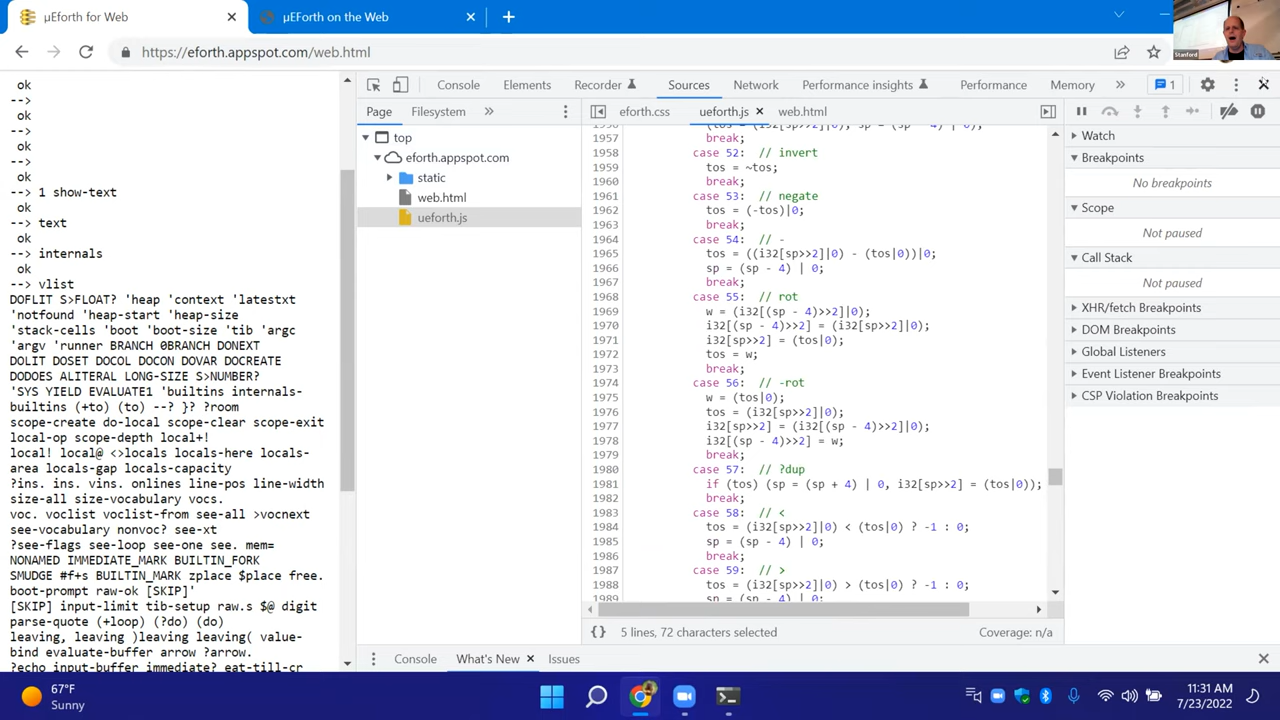 µEForth for Web
µEForth on the Web
https://eforth.appspot.com/web.html
Stanford
ok
-->
ok
-->
ok
-->
ok
--> 1 show-text
ok
--> text
ok
--> internals
ok
--> vlist
DOFLIT S>FLOAT? 'heap 'context 'latestxt
'notfound 'heap-start 'heap-size
'stack-cells 'boot 'boot-size 'tib 'argc
'argv 'runner BRANCH 0BRANCH DONEXT
DOLIT DOSET DOCOL DOCON DOVAR DOCREATE
DODOES ALITERAL LONG-SIZE S>NUMBER?
'SYS YIELD EVALUATE1 'builtins internals-
builtins (+to) (to) --? }? ?room
scope-create do-local scope-clear scope-exit
local-op scope-depth local+!
local! local@ <>locals locals-here locals-
area locals-gap locals-capacity
?ins. ins. vins. onlines line-pos line-width
size-all size-vocabulary vocs.
voc. voclist voclist-from see-all >vocnext
see-vocabulary nonvoc? see-xt
?see-flags see-loop see-one see. mem=
NONAMED IMMEDIATE_MARK BUILTIN_FORK
SMUDGE #f+s BUILTIN_MARK zplace $place free.
boot-prompt raw-ok [SKIP]'
[SKIP] input-limit tib-setup raw.s $@ digit
parse-quote (+loop) (?do) (do)
leaving, leaving )leaving leaving( value-
bind evaluate-buffer arrow ?arrow.
?echo input-buffer immediate? eat-till-cr
Console Elements Recorder Sources Network Performance insights Performance Memory » 1
Page Filesystem »
top
eforth.appspot.com
static
web.html
ueforth.js
eforth.css ueforth.js web.html
1957 break;
1958 case 52: // invert
1959 tos = ~tos;
1960 break;
1961 case 53: // negate
1962 tos = (-tos)|0;
1963 break;
1964 case 54: // -
1965 tos = ((i32[sp>>2]|0) - (tos|0))|0;
1966 sp = (sp - 4) | 0;
1967 break;
1968 case 55: // rot
1969 w = (i32[(sp - 4)>>2]|0);
1970 i32[(sp - 4)>>2] = (i32[sp>>2]|0);
1971 i32[sp>>2] = (tos|0);
1972 tos = w;
1973 break;
1974 case 56: // -rot
1975 w = (tos|0);
1976 tos = (i32[sp>>2]|0);
1977 i32[sp>>2] = (i32[(sp - 4)>>2]|0);
1978 i32[(sp - 4)>>2] = w;
1979 break;
1980 case 57: // ?dup
1981 if (tos) (sp = (sp + 4) | 0, i32[sp>>2] = (tos|0));
1982 break;
1983 case 58: // <
1984 tos = (i32[sp>>2]|0) < (tos|0) ? -1 : 0;
1985 sp = (sp - 4) | 0;
1986 break;
1987 case 59: // >
1988 tos = (i32[sp>>2]|0) > (tos|0) ? -1 : 0;
1989 sp = (sp - 4) | 0;
{} 5 lines, 72 characters selected Coverage: n/a
Watch
Breakpoints
No breakpoints
Scope
Not paused
Call Stack
Not paused
XHR/fetch Breakpoints
DOM Breakpoints
Global Listeners
Event Listener Breakpoints
CSP Violation Breakpoints
Console What's New Issues
67°F
Sunny
11:31 AM
7/23/2022